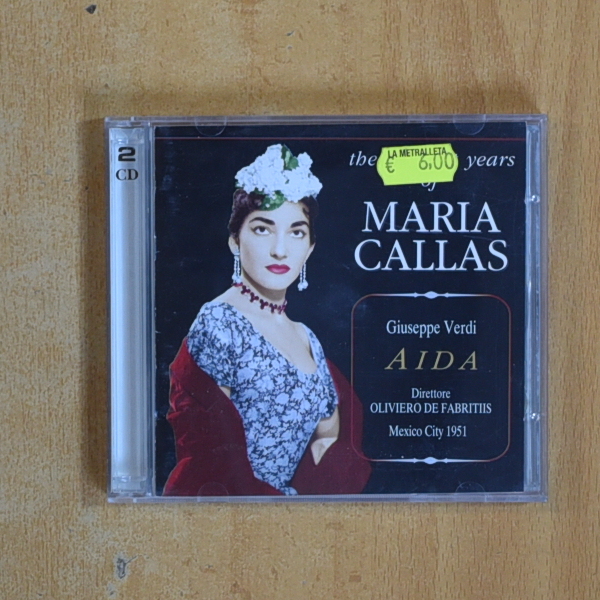 2
CD
the years
LA METRALLETA
€ 6,00
of
MARIA
CALLAS
Giuseppe Verdi
AIDA
Direttore
OLIVIERO DE FABRITIIS
Mexico City 1951